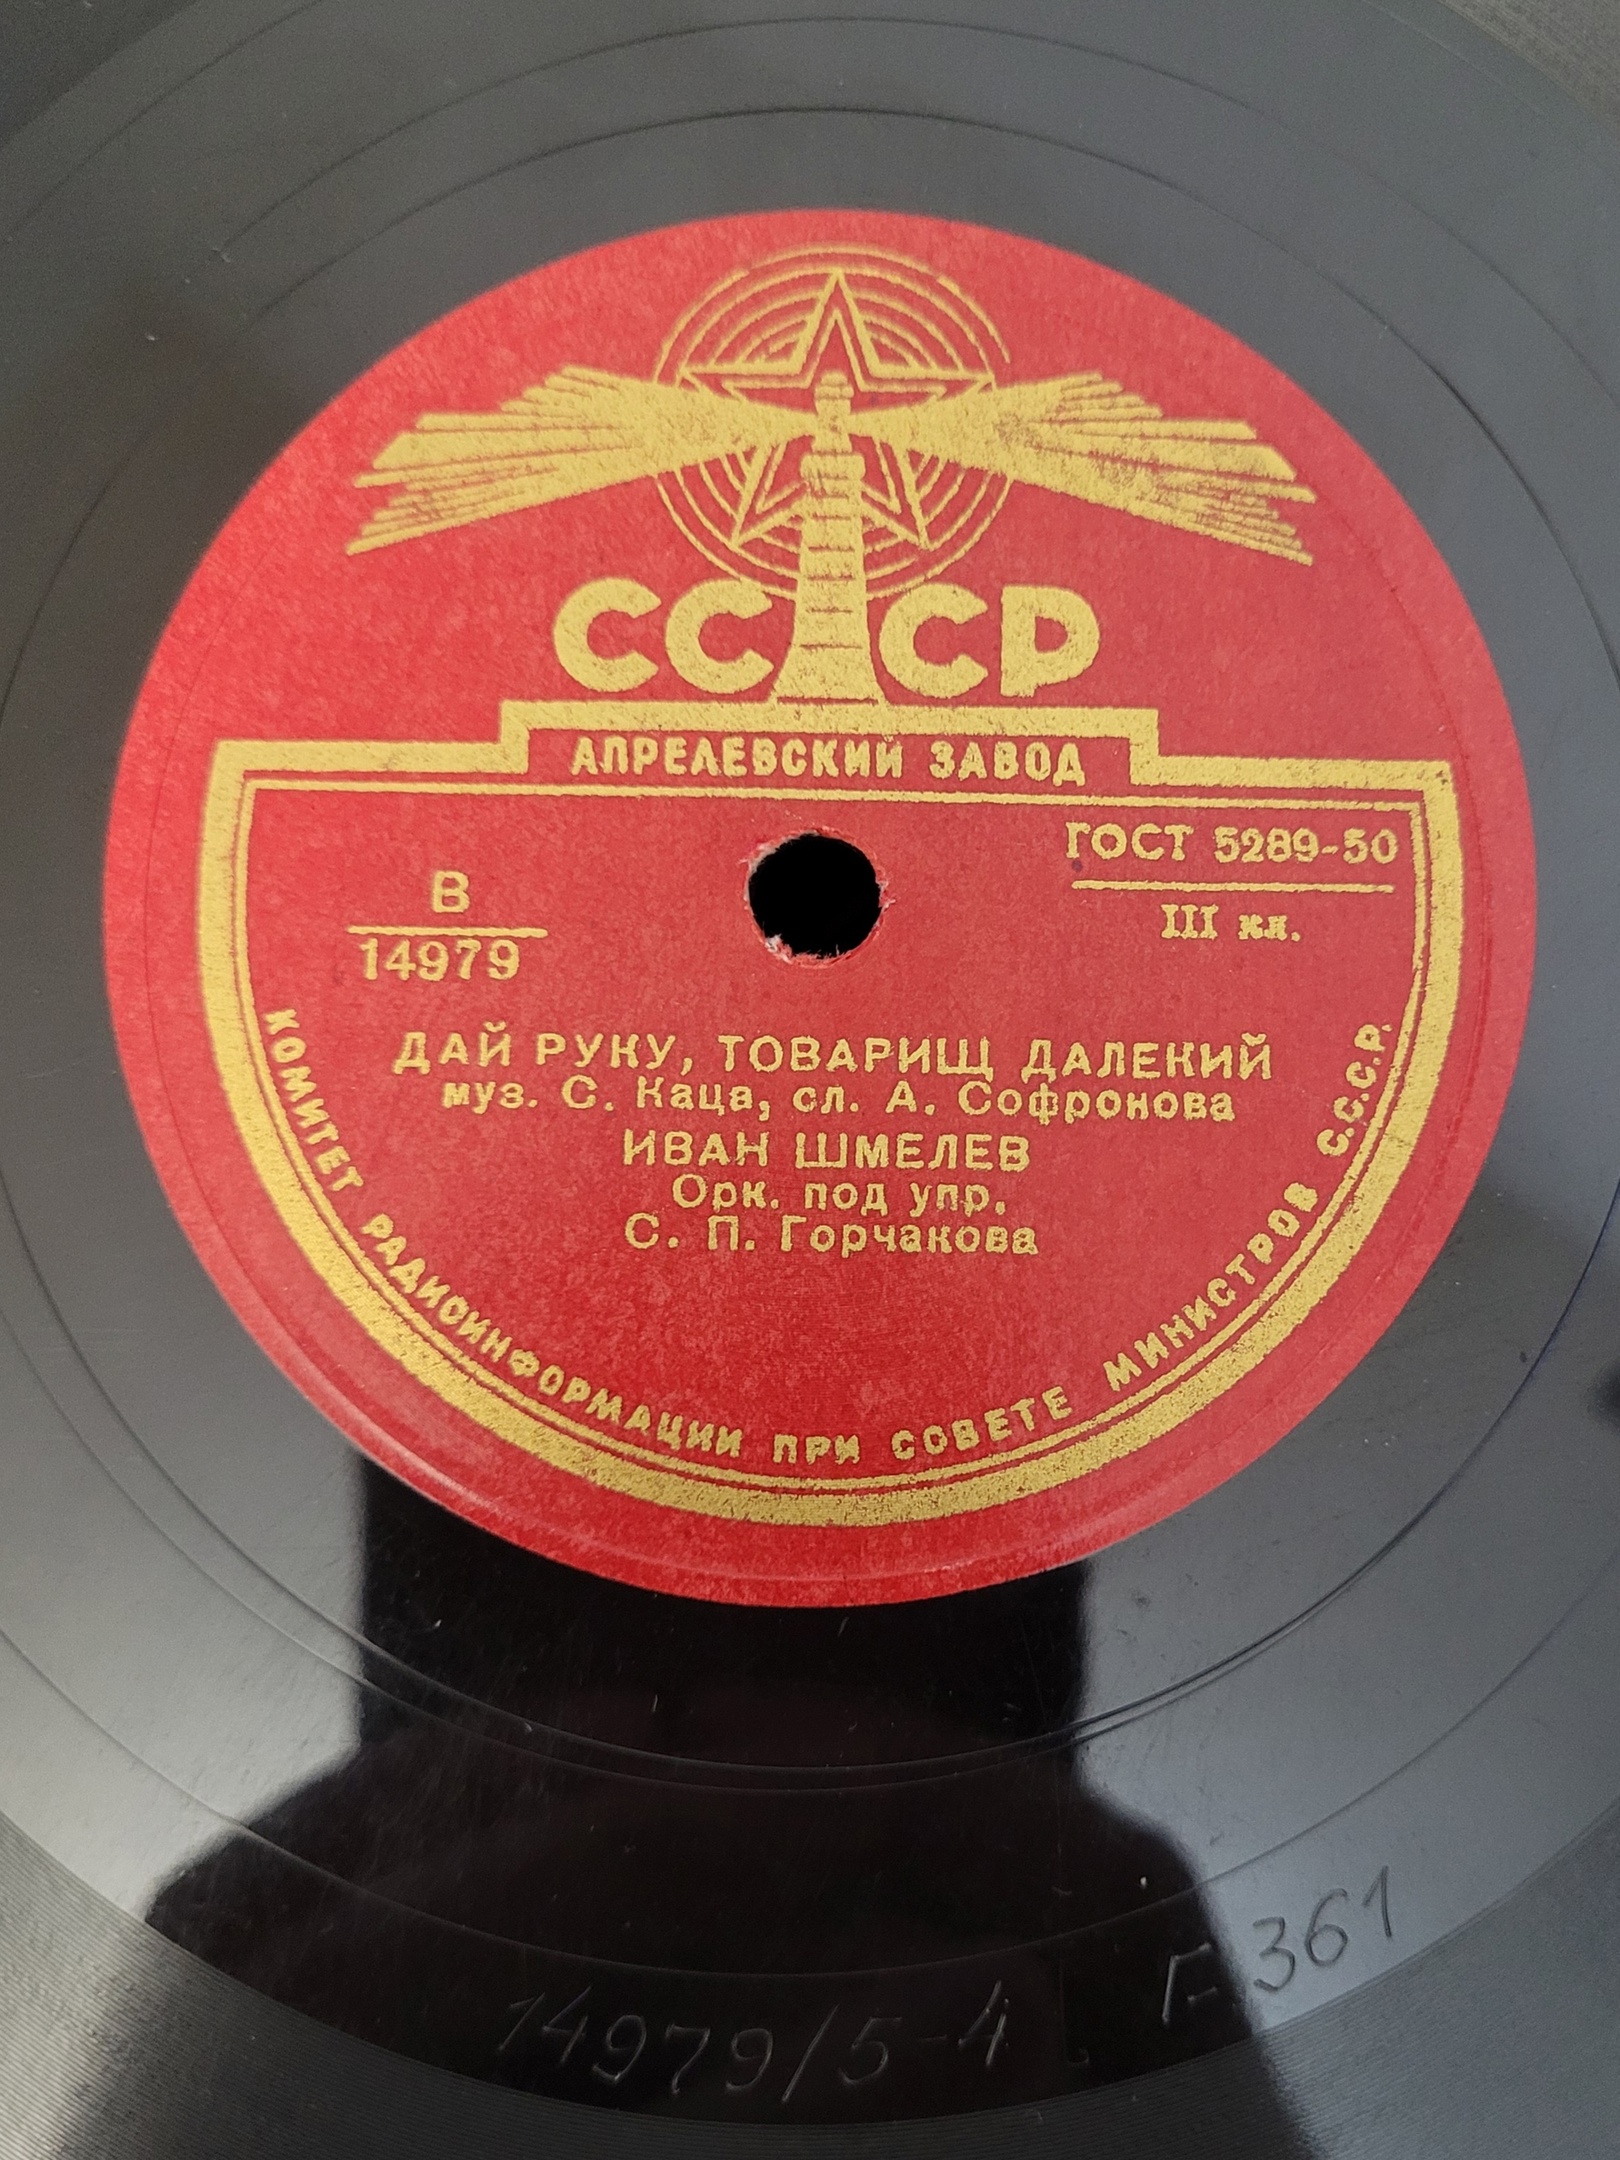 СССР
АПРЕЛЕВСКИЙ ЗАВОД
ГОСТ 5289-50
III кл.
В
14979
ДАЙ РУКУ, ТОВАРИЩ ДАЛЕКИЙ
муз. С. Каца, сл. А. Софронова
ИВАН ШМЕЛЕВ
Орк. под упр.
С. П. Горчакова
КОМИТЕТ РАДИОИНФОРМАЦИИ ПРИ СОВЕТЕ МИНИСТРОВ С.С.С.Р.
14979/5-4 F 361